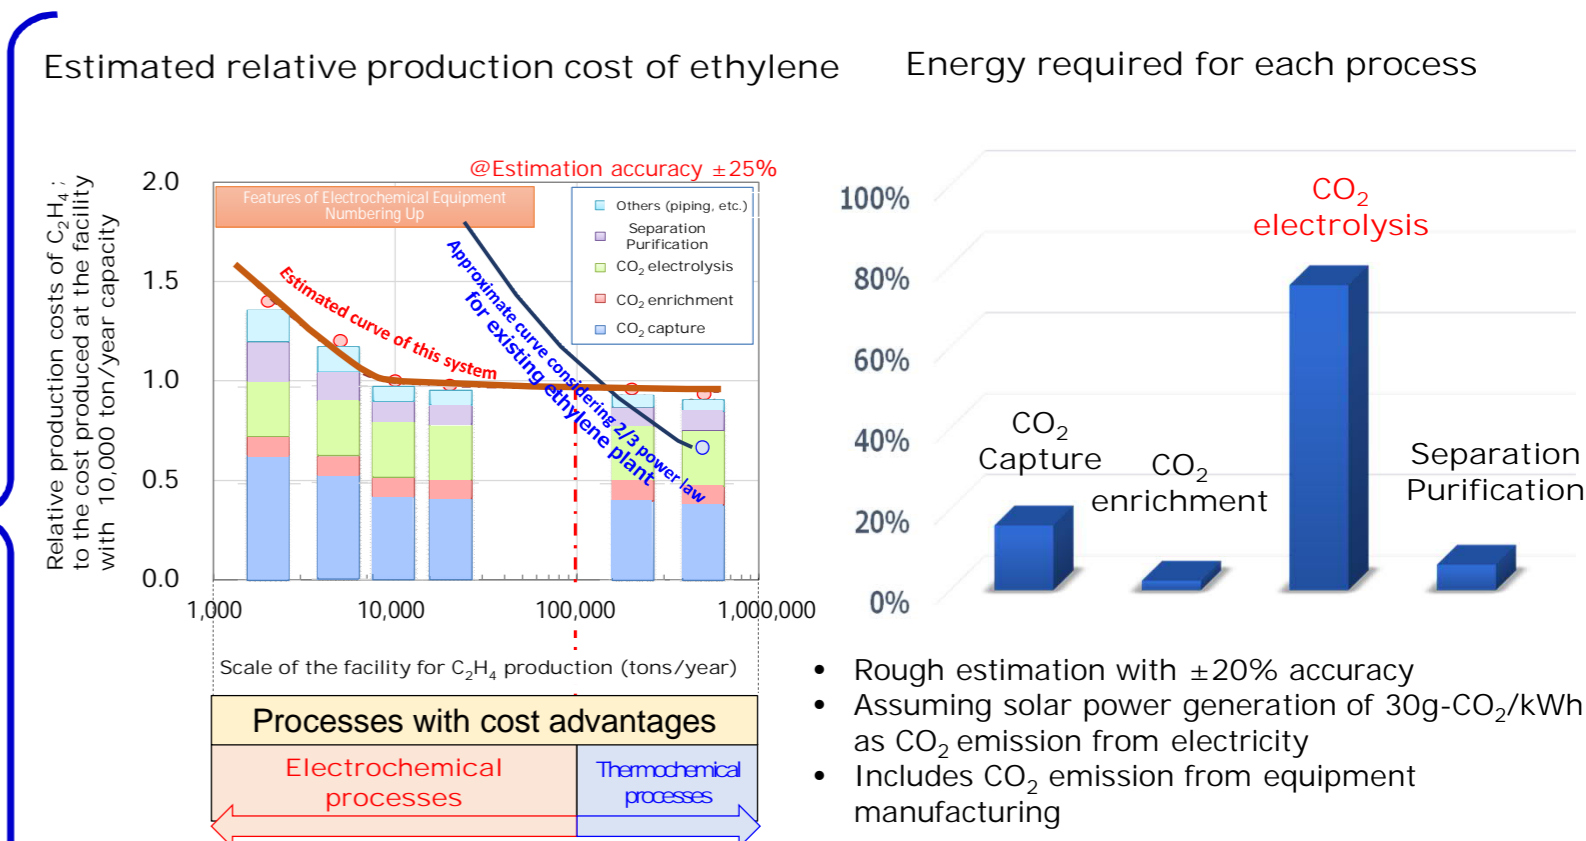 Estimated relative production cost of ethylene
Relative production costs of C₂H₄;
to the cost produced at the facility
with 10,000 ton/year capacity
@Estimation accuracy ±25%
2.0
1.5
1.0
0.5
0.0
Features of Electrochemical Equipment
Numbering Up
Others (piping, etc.)
Separation
Purification
CO₂ electrolysis
CO₂ enrichment
CO₂ capture
Estimated curve of this system
Approximate curve considering 2/3 power law
for existing ethylene plant
1,000
10,000
100,000
1,000,000
Scale of the facility for C₂H₄ production (tons/year)
Processes with cost advantages
Electrochemical
processes
Thermochemical
processes
Energy required for each process
100%
80%
60%
40%
20%
0%
CO₂
Capture
CO₂
enrichment
CO₂
electrolysis
Separation
Purification
• Rough estimation with ±20% accuracy
• Assuming solar power generation of 30g-CO₂/kWh
as CO₂ emission from electricity
• Includes CO₂ emission from equipment
manufacturing